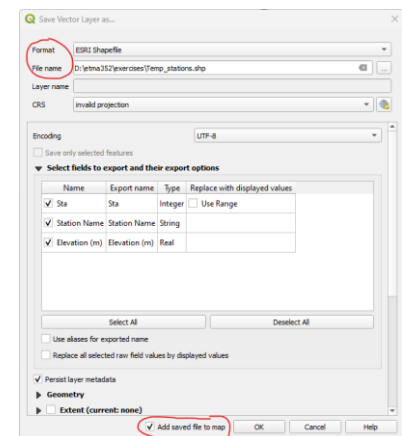 Save Vector Layer as...
Format ESRI Shapefile
File name D:\etma352\exercises\Temp_stations.shp ...
Layer name
CRS invalid projection
Encoding UTF-8
Save only selected features
Select fields to export and their export options
Name Export name Type Replace with displayed values
Sta Sta Integer Use Range
Station Name Station Name String
Elevation (m) Elevation (m) Real
Select All Deselect All
Use aliases for exported name
Replace all selected raw field values by displayed values
Persist layer metadata
Geometry
Extent (current: none)
Add saved file to map OK Cancel Help